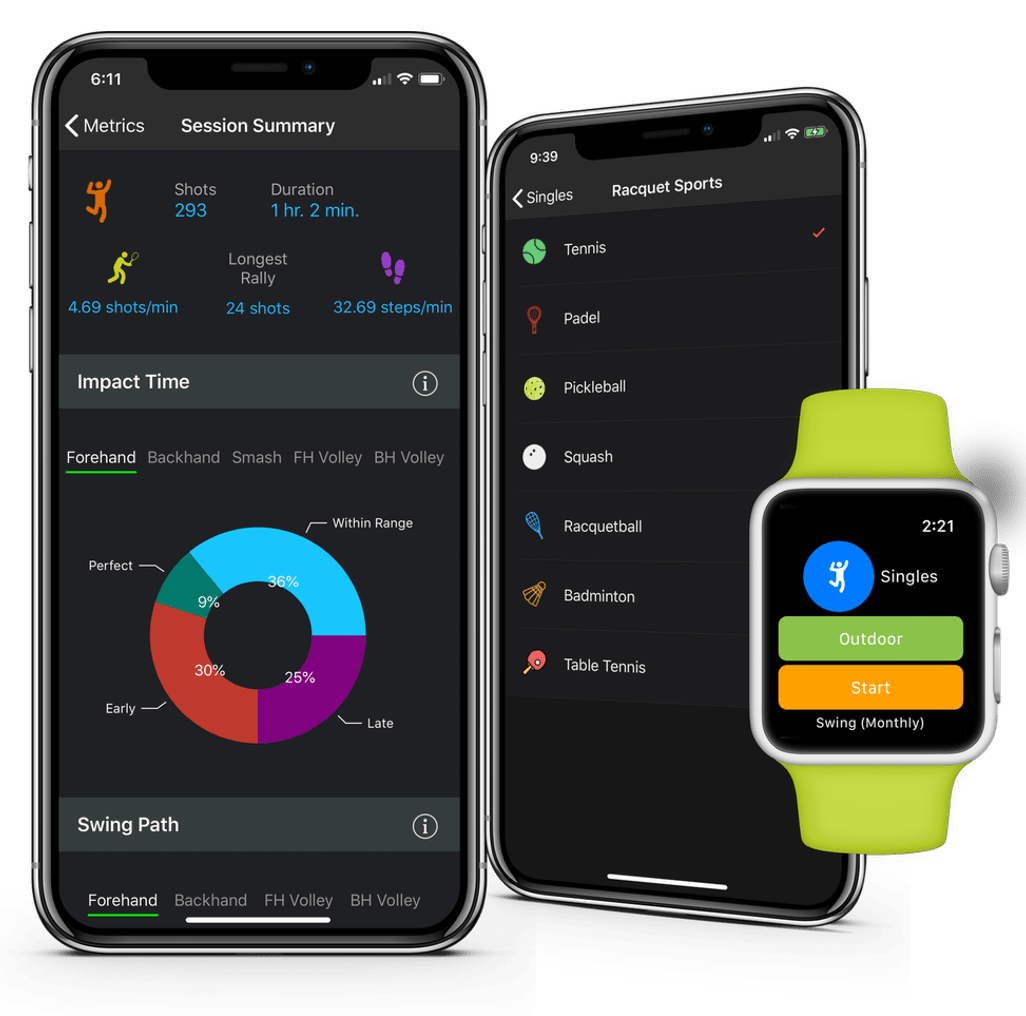 6:11
Metrics
Session Summary
Shots
293
Duration
1 hr. 2 min.
4.69 shots/min
Longest
Rally
24 shots
32.69 steps/min
Impact Time
i
Forehand Backhand Smash FH Volley BH Volley
Within Range
Perfect
36%
9%
30%
25%
Early
Late
Swing Path
i
Forehand Backhand FH Volley BH Volley
9:39
Singles
Racquet Sports
Tennis
Padel
Pickleball
Squash
Racquetball
Badminton
Table Tennis
2:21
Singles
Outdoor
Start
Swing (Monthly)